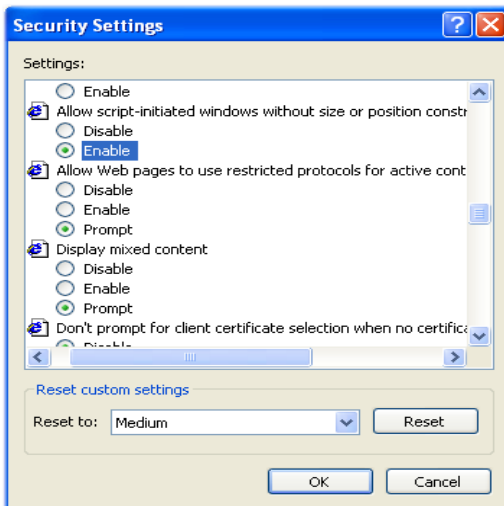 Security Settings
Settings:
Enable
Allow script-initiated windows without size or position constr
Disable
Enable
Allow Web pages to use restricted protocols for active cont
Disable
Enable
Prompt
Display mixed content
Disable
Enable
Prompt
Don't prompt for client certificate selection when no certifica
Disable
Reset custom settings
Reset to: Medium Reset
OK Cancel